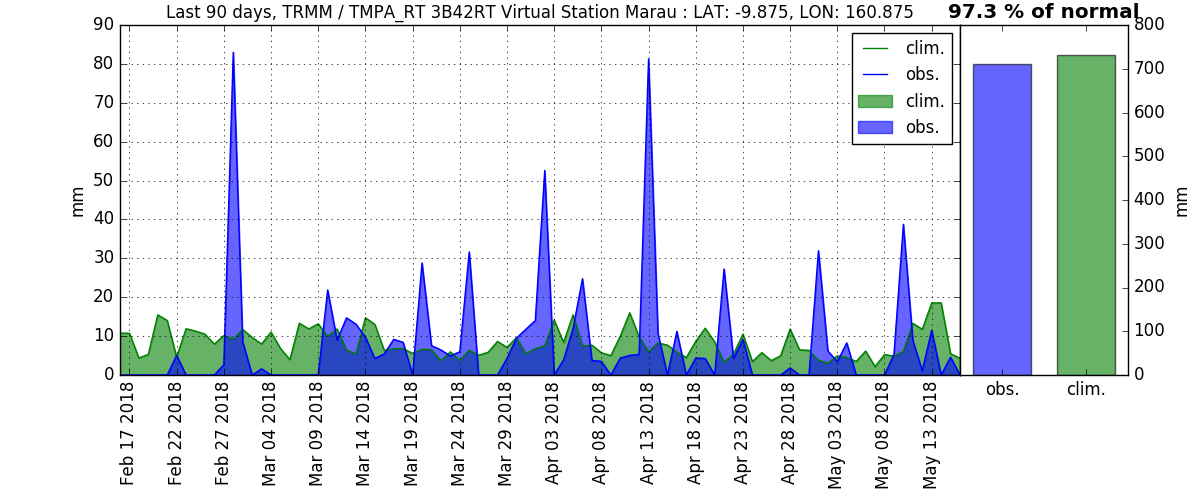 Last 90 days, TRMM / TMPA_RT 3B42RT Virtual Station Marau : LAT: -9.875, LON: 160.875
97.3 % of normal
90
80
70
60
50
40
30
20
10
0
mm
clim.
obs.
clim.
obs.
800
700
600
500
400
300
200
100
0
mm
Feb 17 2018
Feb 22 2018
Feb 27 2018
Mar 04 2018
Mar 09 2018
Mar 14 2018
Mar 19 2018
Mar 24 2018
Mar 29 2018
Apr 03 2018
Apr 08 2018
Apr 13 2018
Apr 18 2018
Apr 23 2018
Apr 28 2018
May 03 2018
May 08 2018
May 13 2018
obs.
clim.